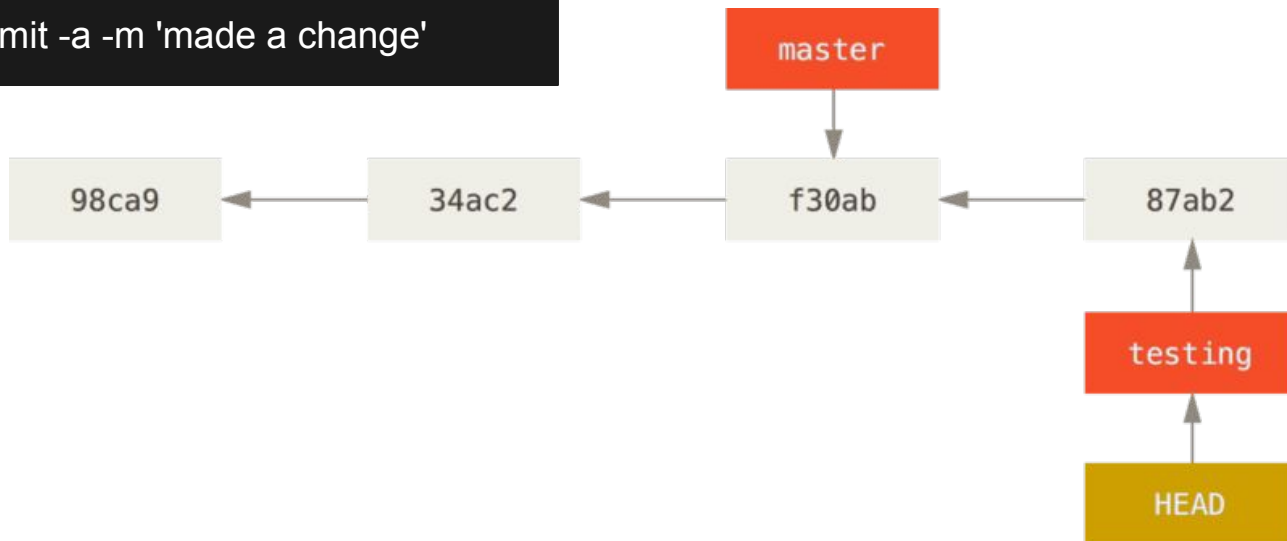 mit -a -m 'made a change'
master
98ca9 34ac2 f30ab 87ab2
testing
HEAD